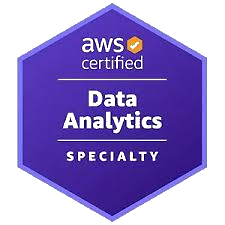 aws
certified
Data
Analytics
SPECIALTY